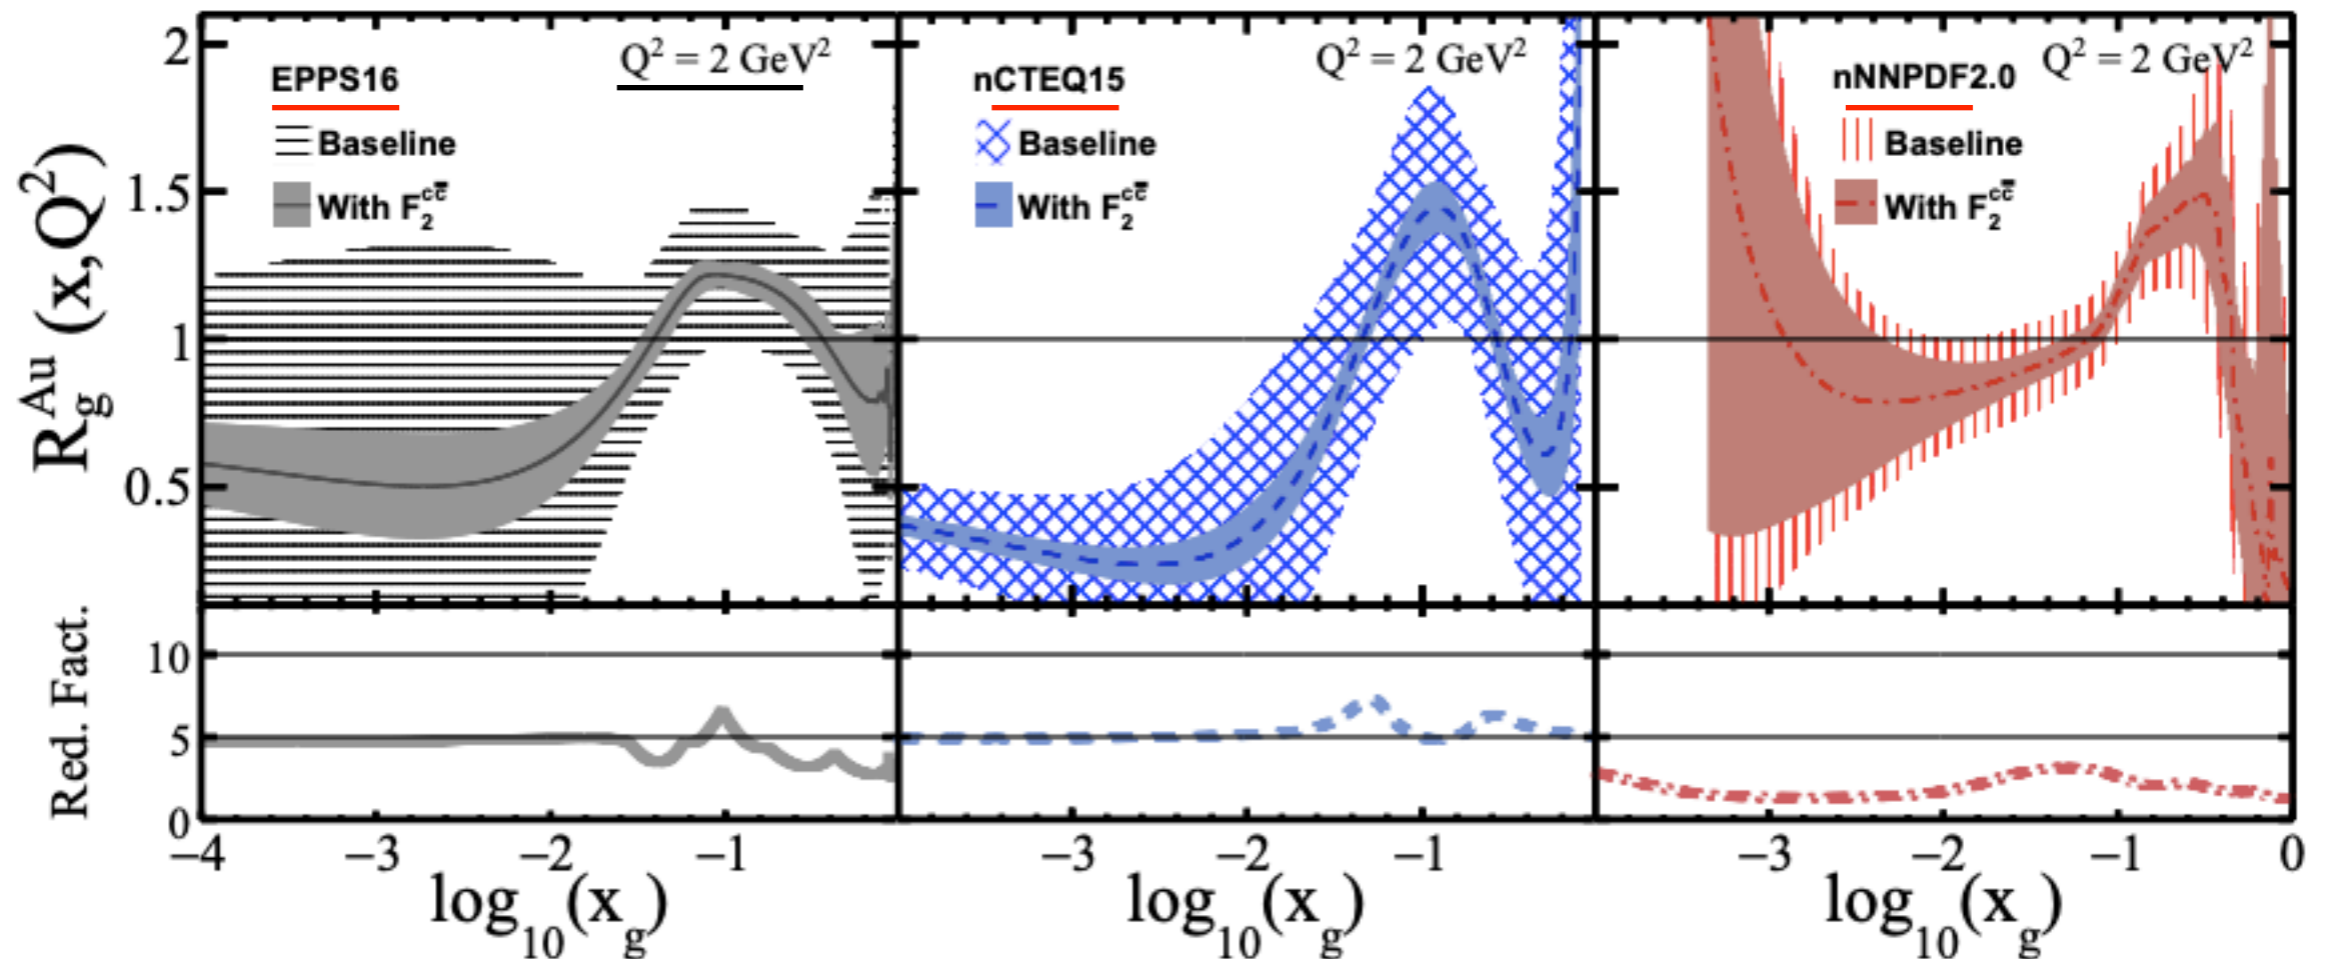 R_g^Au (x,Q²)
2
1.5
1
0.5
EPPS16
Q² = 2 GeV²
Baseline
With F₂^cc̄
nCTEQ15
Q² = 2 GeV²
Baseline
With F₂^cc̄
nNNPDF2.0
Q² = 2 GeV²
Baseline
With F₂^cc̄
Red. Fact.
10
5
0
−4 −3 −2 −1 −3 −2 −1 −3 −2 −1 0
log₁₀(x_g) log₁₀(x_g) log₁₀(x_g)